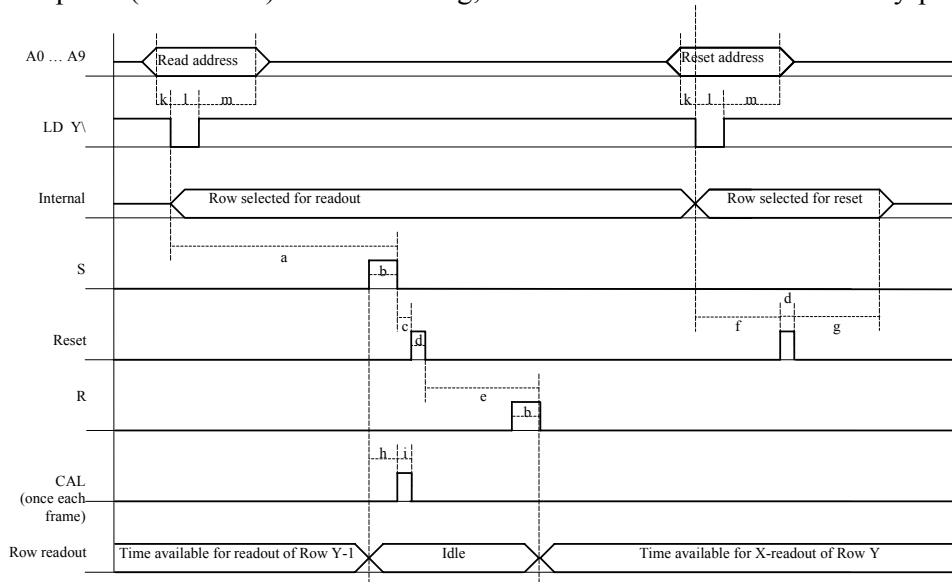 A0 … A9
Read address
Reset address
k l m
k l m
LD Y\
Internal
Row selected for readout
Row selected for reset
a
S
b
d
c
f
g
Reset
d
R
e
b
h i
CAL
(once each
frame)
Row readout
Time available for readout of Row Y-1
Idle
Time available for X-readout of Row Y